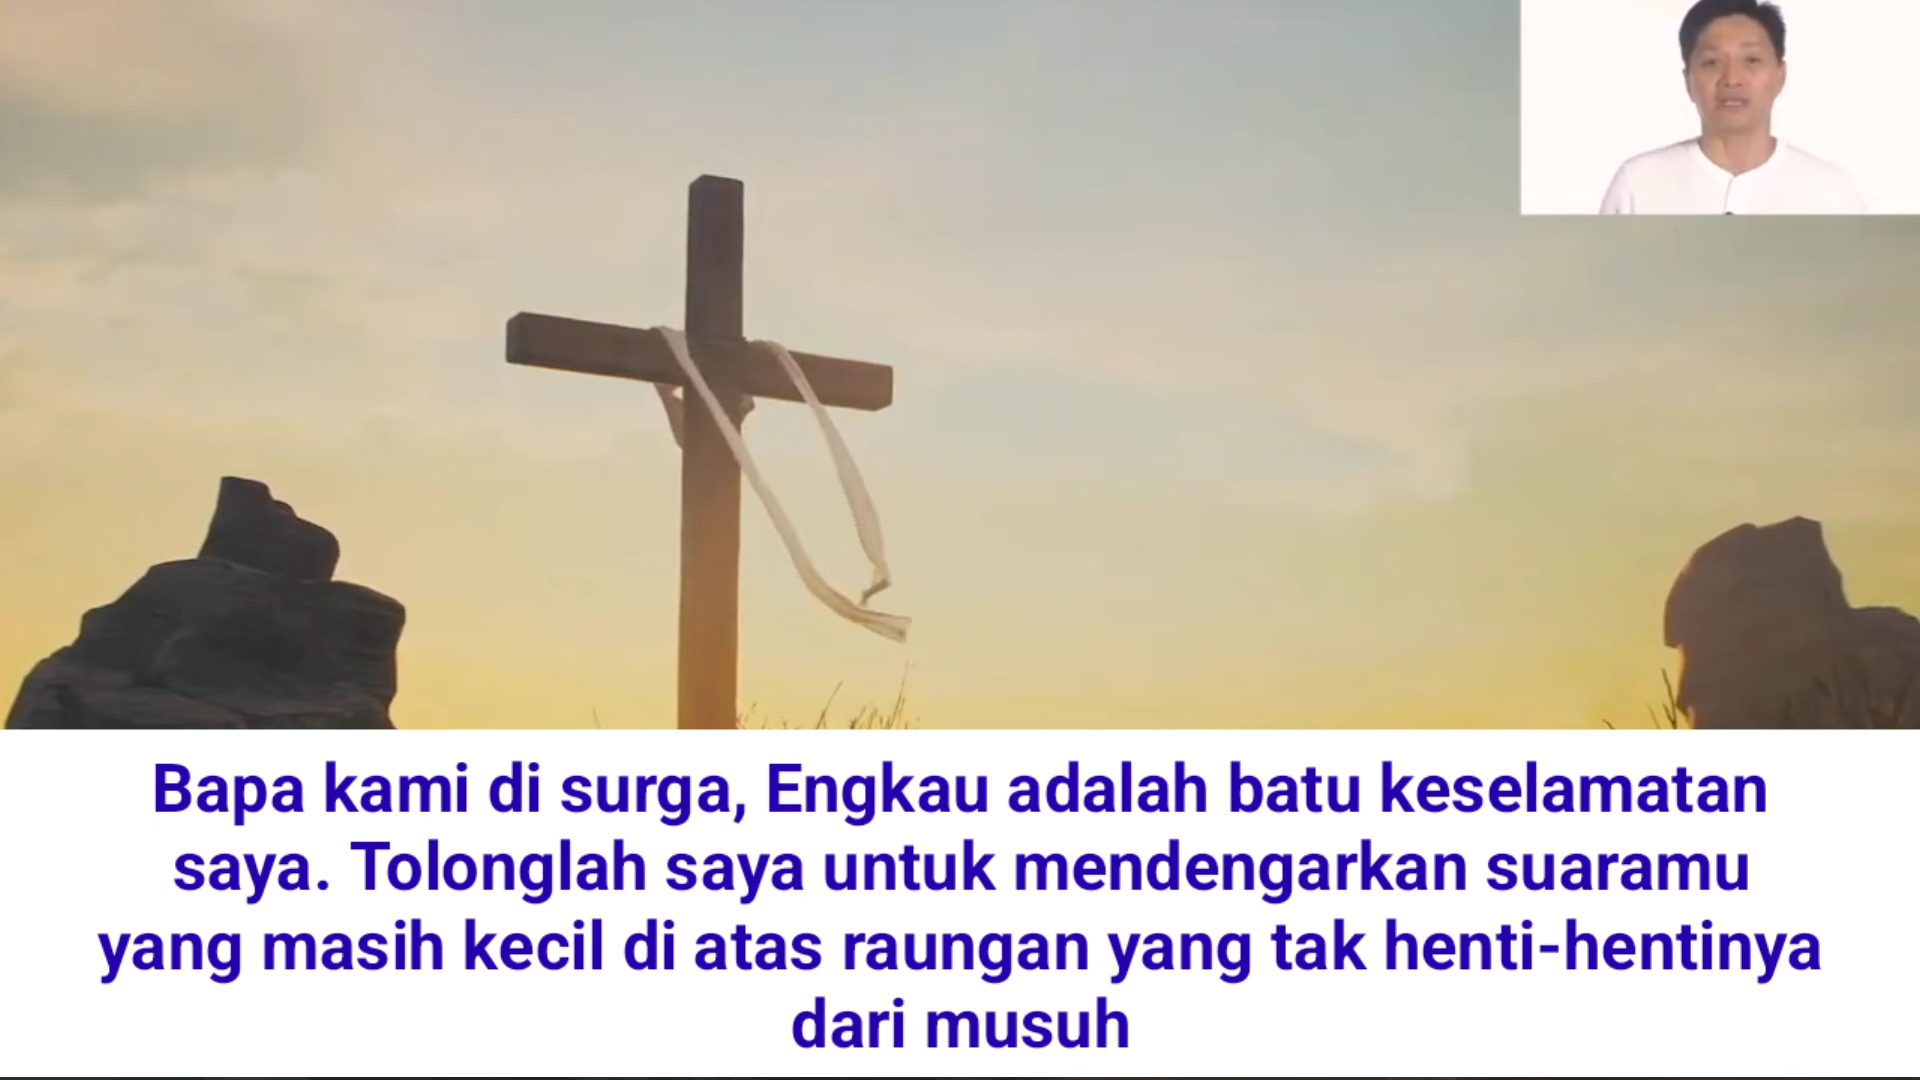 Bapa kami di surga, Engkau adalah batu keselamatan
saya. Tolonglah saya untuk mendengarkan suaramu
yang masih kecil di atas raungan yang tak henti-hentinya
dari musuh